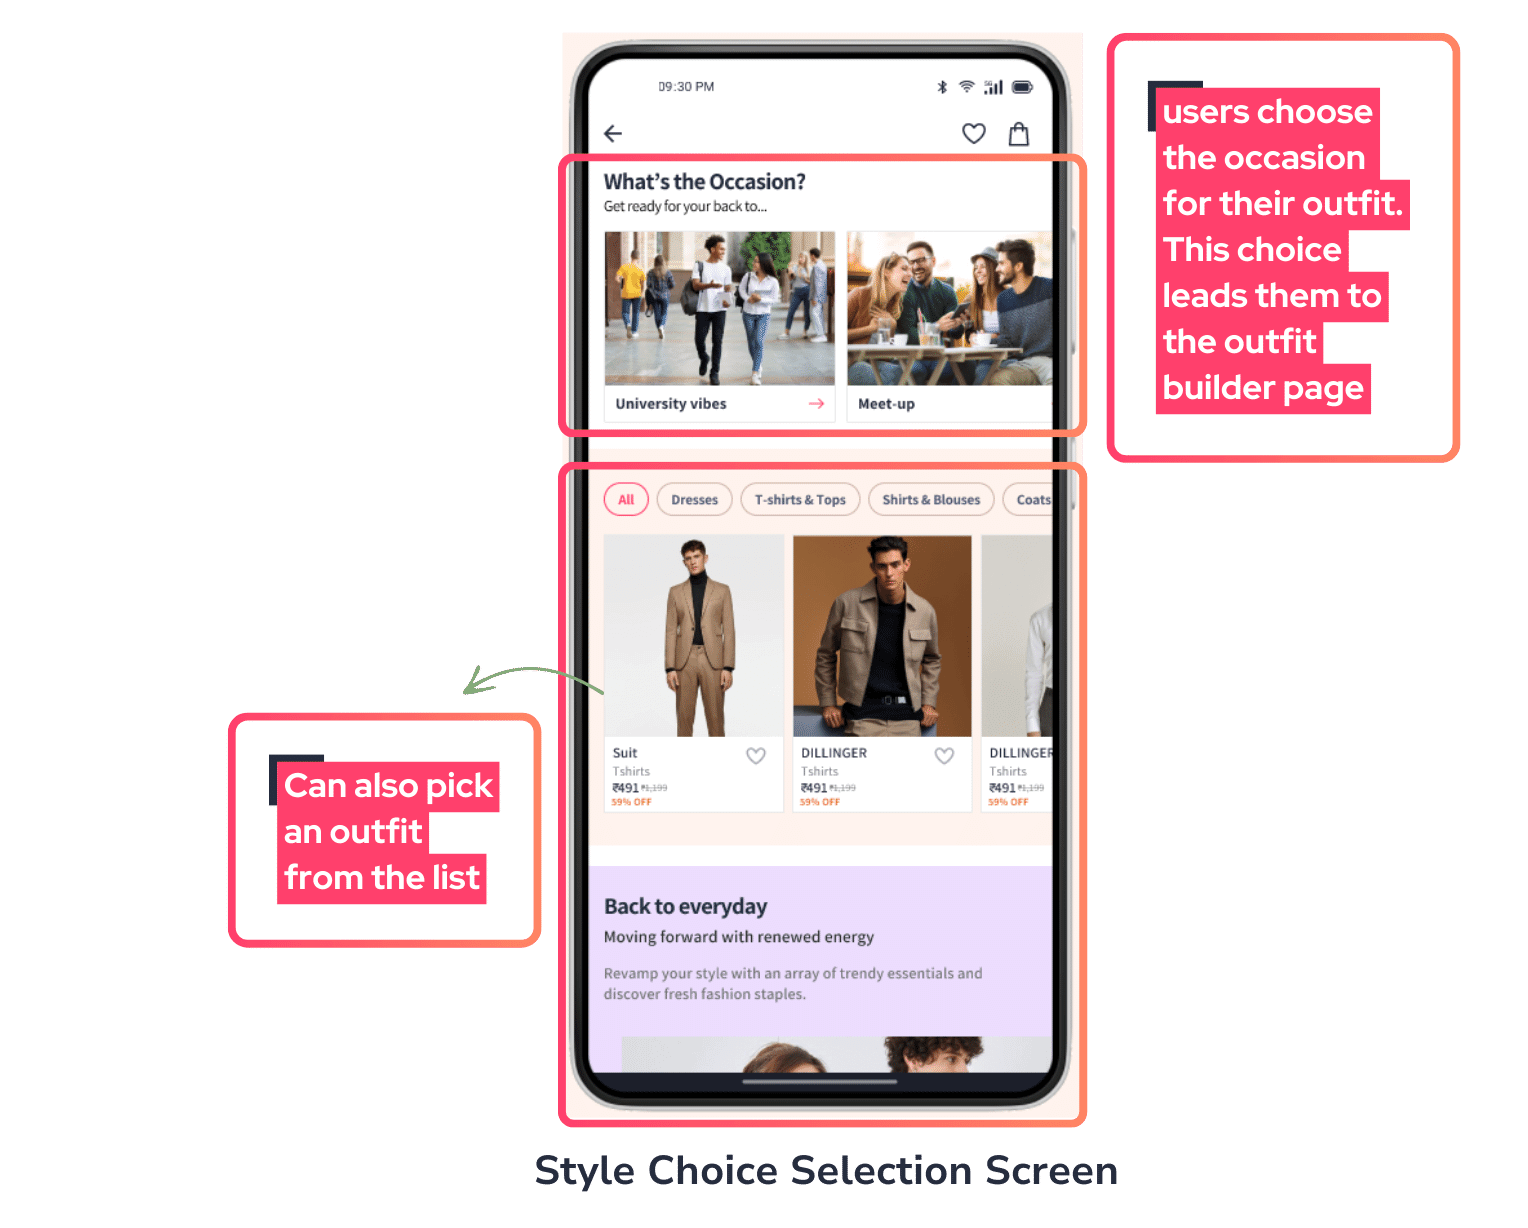 09:30 PM
What's the Occasion?
Get ready for your back to...
University vibes
Meet-up
users choose
the occasion
for their outfit.
This choice
leads them to
the outfit
builder page
All
Dresses
T-shirts & Tops
Shirts & Blouses
Coats
Suit
Tshirts
₹491 ₹1,199
59% OFF
DILLINGER
Tshirts
₹491 ₹1,199
59% OFF
DILLINGER
Tshirts
₹491 ₹1,199
59% OFF
Can also pick
an outfit
from the list
Back to everyday
Moving forward with renewed energy
Revamp your style with an array of trendy essentials and
discover fresh fashion staples.
Style Choice Selection Screen